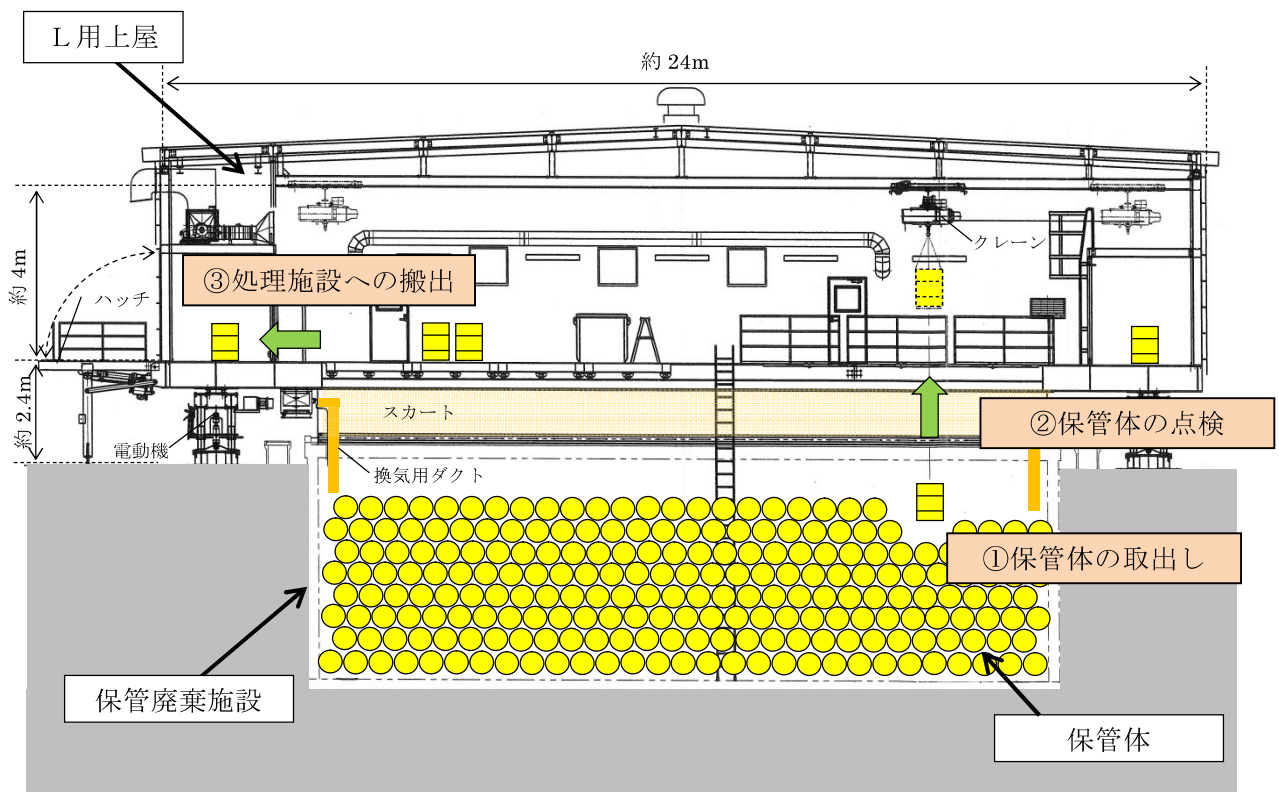 Ｌ用上屋
約 24m
クレーン
③処理施設への搬出
約 4m
ハッチ
約 2.4m
スカート
②保管体の点検
電動機
換気用ダクト
①保管体の取出し
保管廃棄施設
保管体